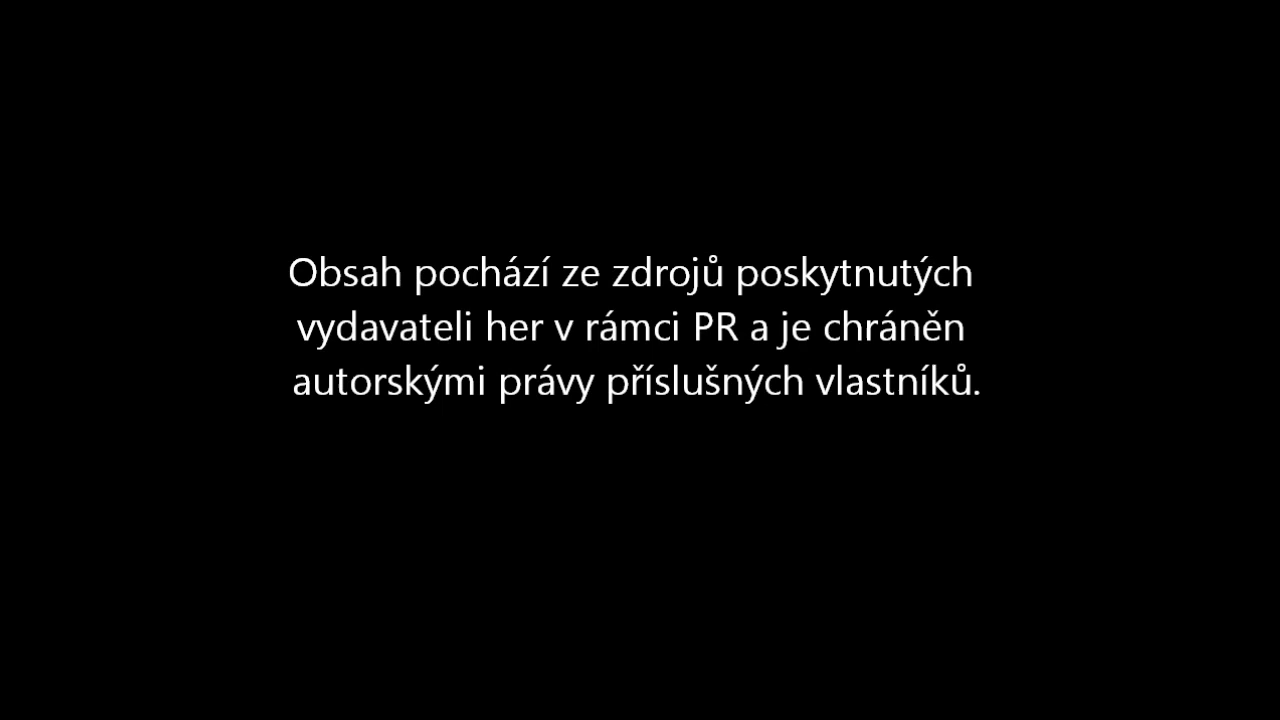 Obsah pochází ze zdrojů poskytnutých
vydavateli her v rámci PR a je chráněn
autorskými právy příslušných vlastníků.